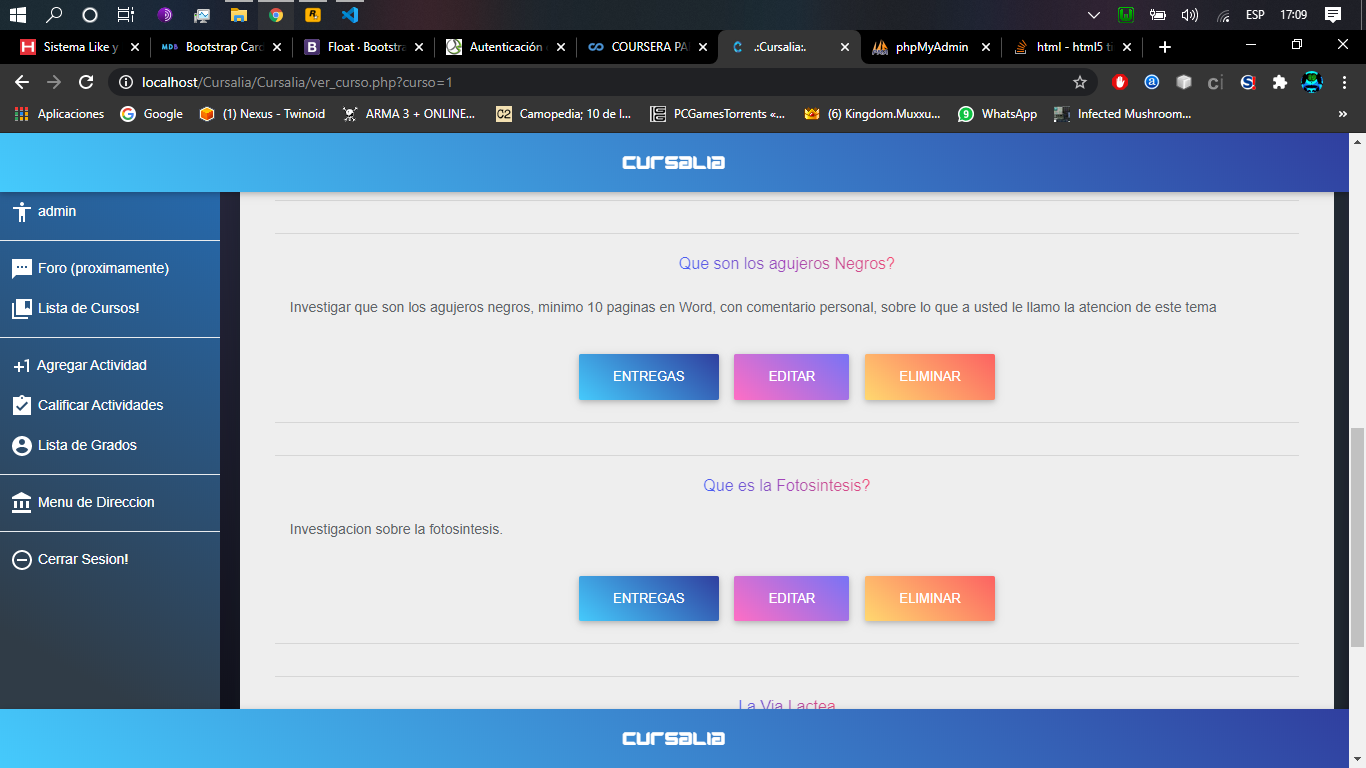 ESP 17:09
Sistema Like y
Bootstrap Card
Float · Bootstra
Autenticación
COURSERA PA
.:Cursalia:.
phpMyAdmin
html - html5 ti
localhost/Cursalia/Cursalia/ver_curso.php?curso=1
Aplicaciones
Google
(1) Nexus - Twinoid
ARMA 3 + ONLINE...
Camopedia; 10 de l...
PCGamesTorrents «...
(6) Kingdom.Muxxu...
WhatsApp
Infected Mushroom...
»
CURSALIA
admin
Foro (proximamente)
Lista de Cursos!
+1 Agregar Actividad
Calificar Actividades
Lista de Grados
Menu de Direccion
Cerrar Sesion!
Que son los agujeros Negros?
Investigar que son los agujeros negros, minimo 10 paginas en Word, con comentario personal, sobre lo que a usted le llamo la atencion de este tema
ENTREGAS EDITAR ELIMINAR
Que es la Fotosintesis?
Investigacion sobre la fotosintesis.
ENTREGAS EDITAR ELIMINAR
La Via Lactea
CURSALIA